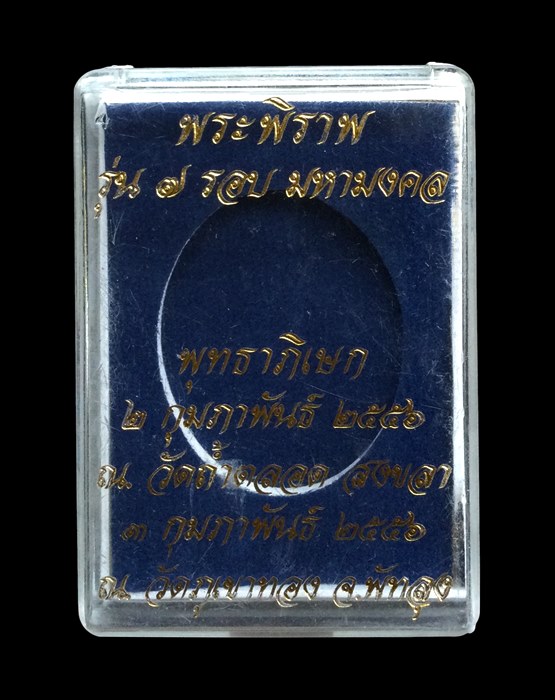 พระพิราพ
รุ่น ๗ รอบ มหามงคล
พุทธาภิเษก
๒ กุมภาพันธ์ ๒๕๕๖
ณ. วัดถ้ำตลอด สงขลา
๓ กุมภาพันธ์ ๒๕๕๖
ณ. วัดภูเขาทอง จ.พัทลุง